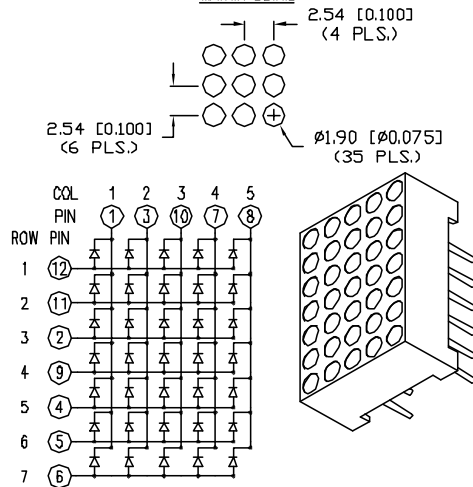 2.54 [0.100]
(4 PLS.)
2.54 [0.100]
(6 PLS.)
ø1.90 [ø0.075]
(35 PLS.)
COL 1 2 3 4 5
PIN 1 3 10 7 8
ROW PIN
1 12
2 11
3 2
4 9
5 4
6 5
7 6